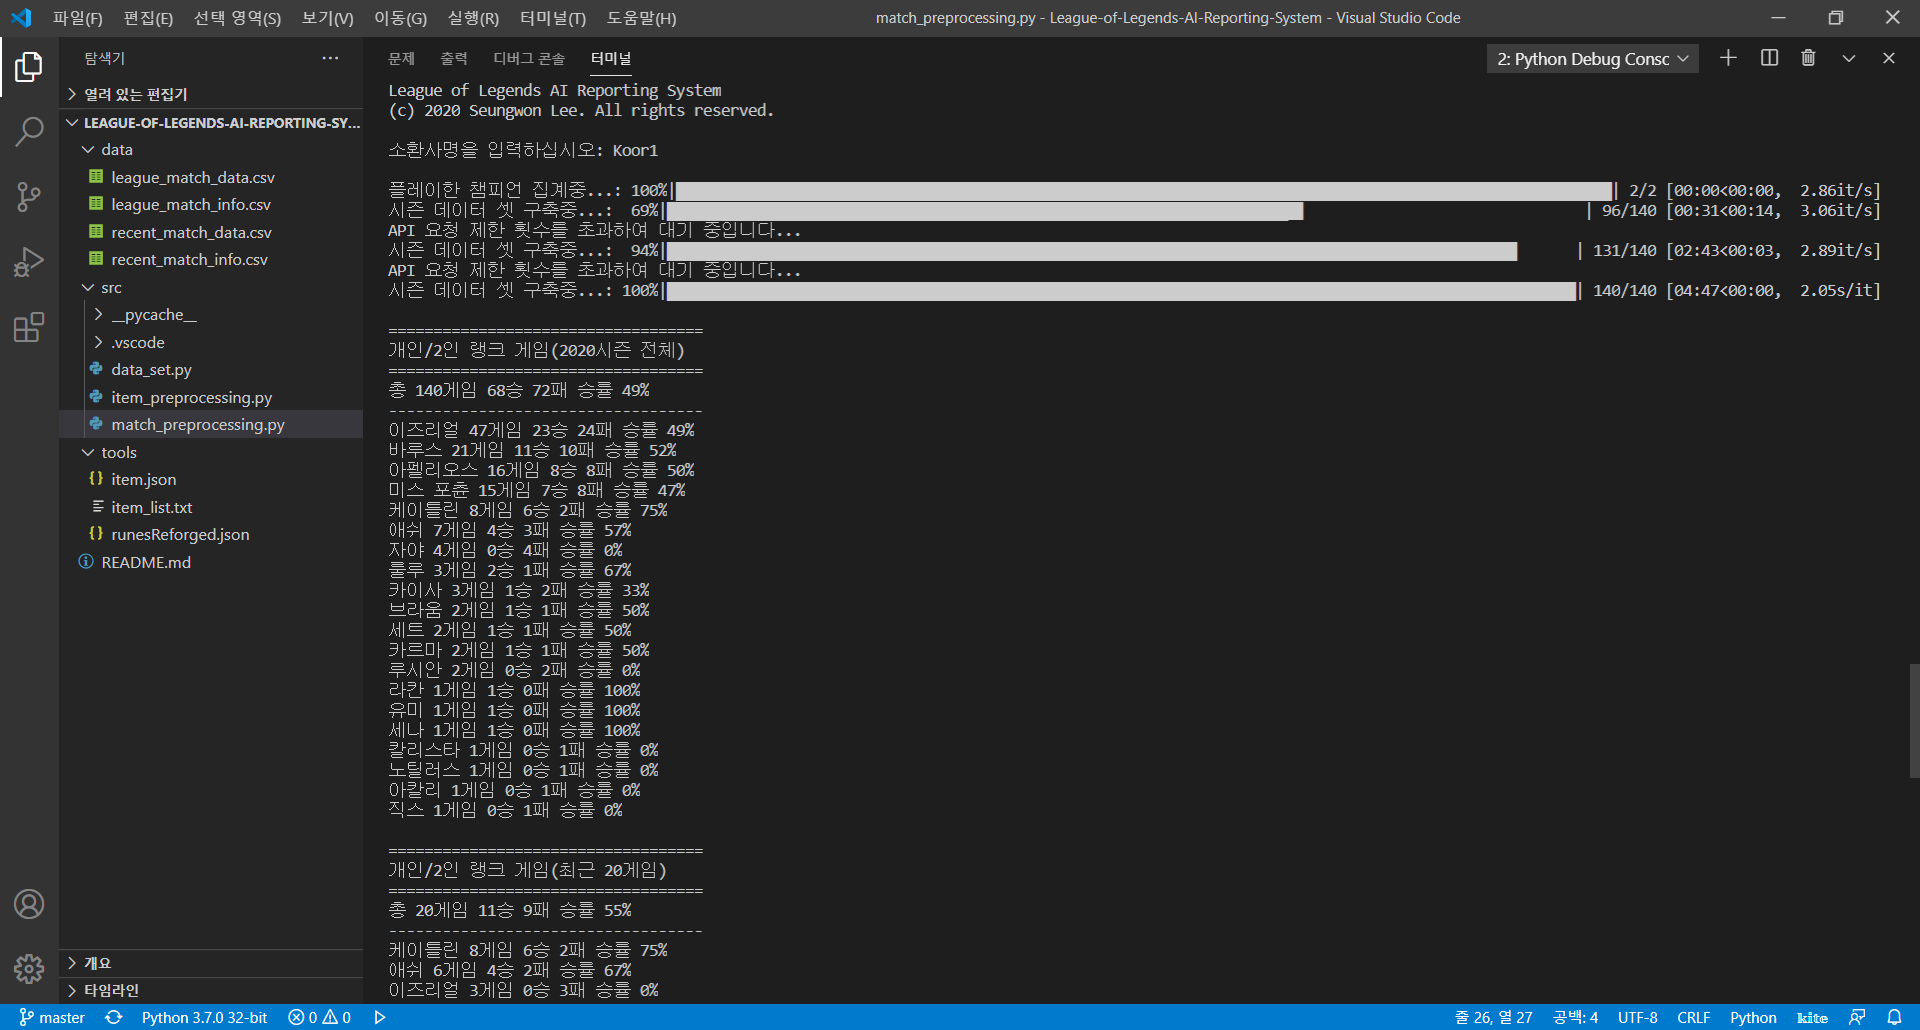 파일(F) 편집(E) 선택 영역(S) 보기(V) 이동(G) 실행(R) 터미널(T) 도움말(H)
match_preprocessing.py - League-of-Legends-AI-Reporting-System - Visual Studio Code
탐색기
열려 있는 편집기
LEAGUE-OF-LEGENDS-AI-REPORTING-SY...
data
league_match_data.csv
league_match_info.csv
recent_match_data.csv
recent_match_info.csv
src
__pycache__
.vscode
data_set.py
item_preprocessing.py
match_preprocessing.py
tools
item.json
item_list.txt
runesReforged.json
README.md
개요
타임라인
문제 출력 디버그 콘솔 터미널
2: Python Debug Consc
League of Legends AI Reporting System
(c) 2020 Seungwon Lee. All rights reserved.
소환사명을 입력하십시오: Koor1
플레이한 챔피언 집계중...: 100%| | 2/2 [00:00<00:00, 2.86it/s]
시즌 데이터 셋 구축중...: 69%| | 96/140 [00:31<00:14, 3.06it/s]
API 요청 제한 횟수를 초과하여 대기 중입니다...
시즌 데이터 셋 구축중...: 94%| | 131/140 [02:43<00:03, 2.89it/s]
API 요청 제한 횟수를 초과하여 대기 중입니다...
시즌 데이터 셋 구축중...: 100%| | 140/140 [04:47<00:00, 2.05s/it]
===================================
개인/2인 랭크 게임(2020시즌 전체)
===================================
총 140게임 68승 72패 승률 49%
-----------------------------------
이즈리얼 47게임 23승 24패 승률 49%
바루스 21게임 11승 10패 승률 52%
아펠리오스 16게임 8승 8패 승률 50%
미스 포츈 15게임 7승 8패 승률 47%
케이틀린 8게임 6승 2패 승률 75%
애쉬 7게임 4승 3패 승률 57%
자야 4게임 0승 4패 승률 0%
룰루 3게임 2승 1패 승률 67%
카이사 3게임 1승 2패 승률 33%
브라움 2게임 1승 1패 승률 50%
세트 2게임 1승 1패 승률 50%
카르마 2게임 1승 1패 승률 50%
루시안 2게임 0승 2패 승률 0%
라칸 1게임 1승 0패 승률 100%
유미 1게임 1승 0패 승률 100%
세나 1게임 1승 0패 승률 100%
칼리스타 1게임 0승 1패 승률 0%
노틸러스 1게임 0승 1패 승률 0%
아칼리 1게임 0승 1패 승률 0%
직스 1게임 0승 1패 승률 0%
===================================
개인/2인 랭크 게임(최근 20게임)
===================================
총 20게임 11승 9패 승률 55%
-----------------------------------
케이틀린 8게임 6승 2패 승률 75%
애쉬 6게임 4승 2패 승률 67%
이즈리얼 3게임 0승 3패 승률 0%
master Python 3.7.0 32-bit 0 0 줄 26, 열 27 공백: 4 UTF-8 CRLF Python kite